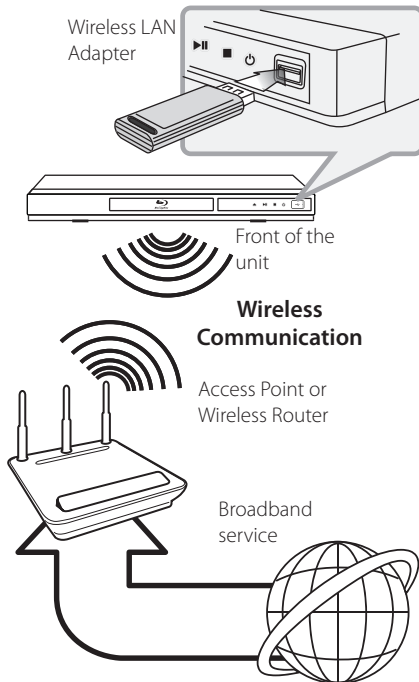 Wireless LAN
Adapter
Front of the
unit
Wireless
Communication
Access Point or
Wireless Router
Broadband
service